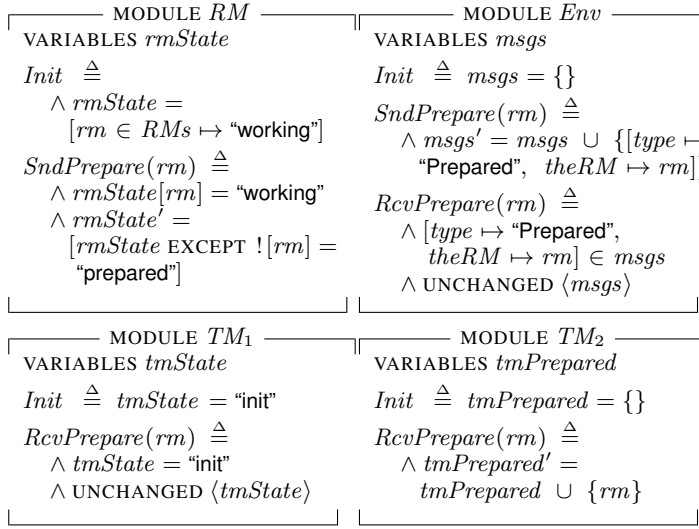 MODULE RM
VARIABLES rmState
Init ≜
∧ rmState =
[rm ∈ RMs ↦ “working”]
SndPrepare(rm) ≜
∧ rmState[rm] = “working”
∧ rmState′ =
[rmState EXCEPT ![rm] =
“prepared”]
MODULE Env
VARIABLES msgs
Init ≜ msgs = {}
SndPrepare(rm) ≜
∧ msgs′ = msgs ∪ {[type ↦
“Prepared”, theRM ↦ rm]
RcvPrepare(rm) ≜
∧ [type ↦ “Prepared”,
theRM ↦ rm] ∈ msgs
∧ UNCHANGED ⟨msgs⟩
MODULE TM₁
VARIABLES tmState
Init ≜ tmState = “init”
RcvPrepare(rm) ≜
∧ tmState = “init”
∧ UNCHANGED ⟨tmState⟩
MODULE TM₂
VARIABLES tmPrepared
Init ≜ tmPrepared = {}
RcvPrepare(rm) ≜
∧ tmPrepared′ =
tmPrepared ∪ {rm}